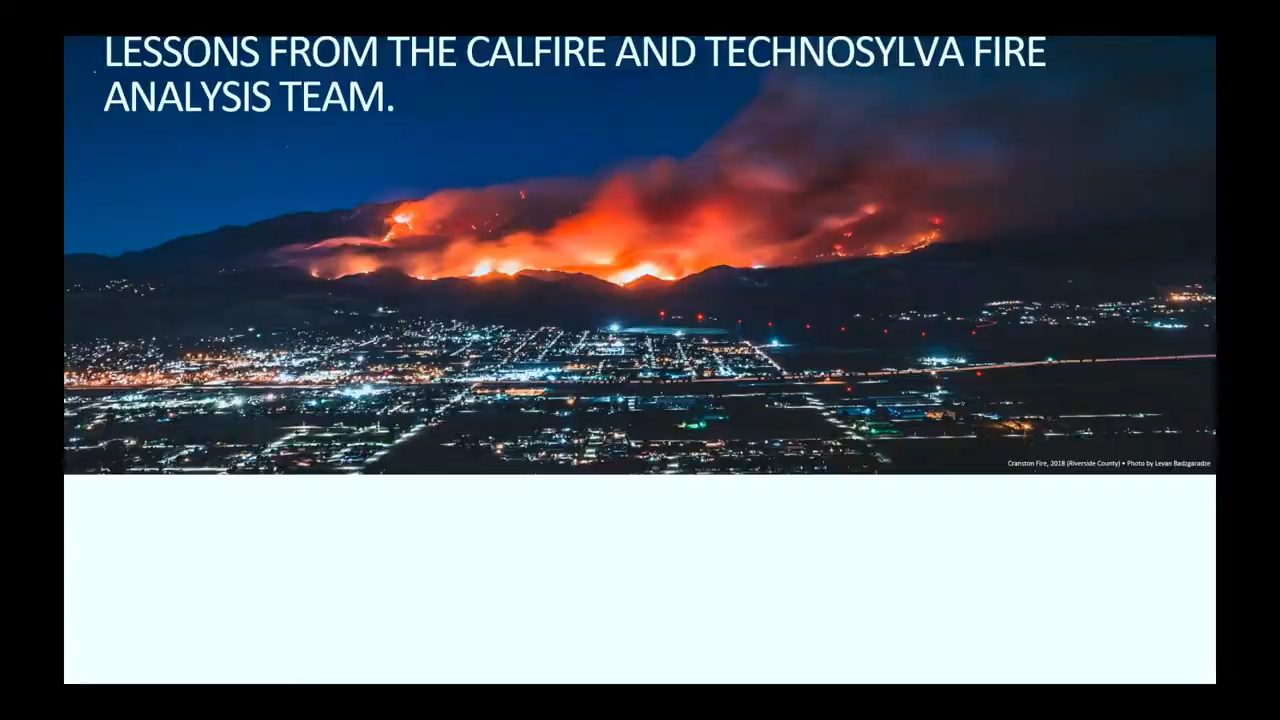 LESSONS FROM THE CALFIRE AND TECHNOSYLVA FIRE
ANALYSIS TEAM.
Cranston Fire, 2018 (Riverside County) • Photo by Levan Badzgaradze